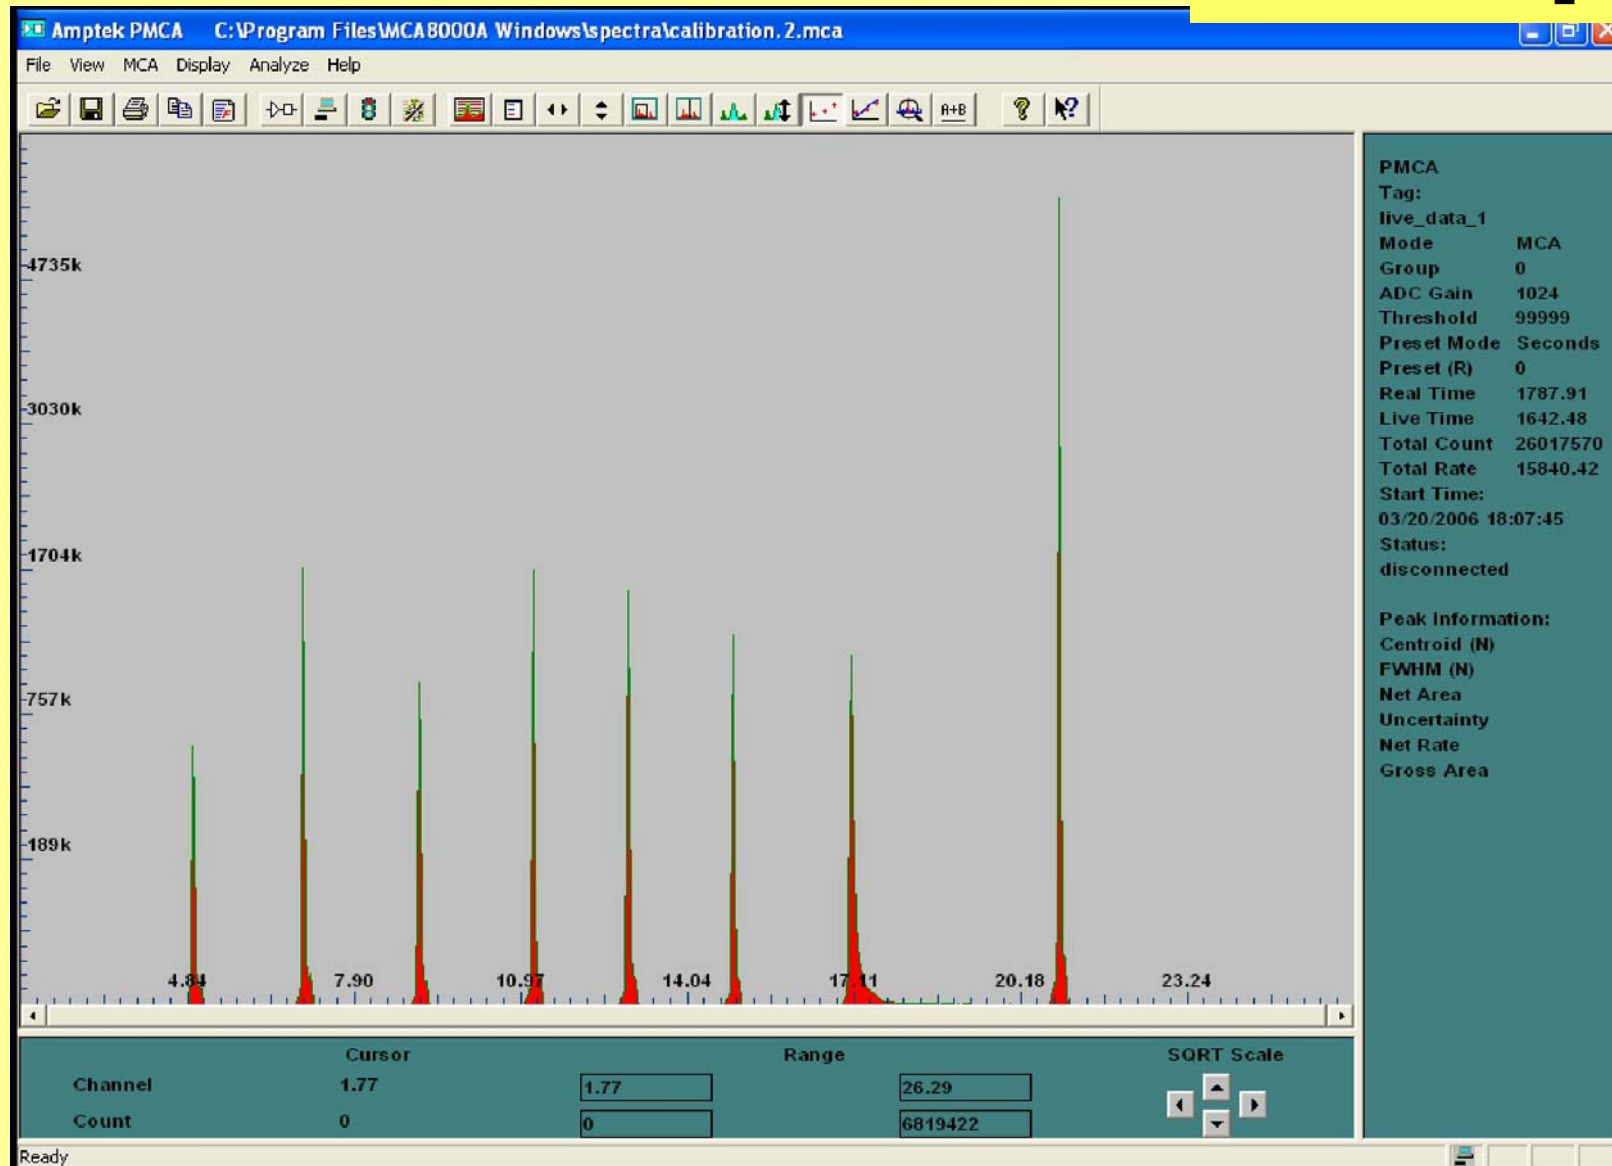 Amptek PMCA C:\Program Files\MCA8000A Windows\spectra\calibration.2.mca
File View MCA Display Analyze Help
A+B
4735k
3030k
1704k
757k
189k
4.84 7.90 10.97 14.04 17.11 20.18 23.24
PMCA
Tag:
live_data_1
Mode MCA
Group 0
ADC Gain 1024
Threshold 99999
Preset Mode Seconds
Preset (R) 0
Real Time 1787.91
Live Time 1642.48
Total Count 26017570
Total Rate 15840.42
Start Time:
03/20/2006 18:07:45
Status:
disconnected
Peak Information:
Centroid (N)
FWHM (N)
Net Area
Uncertainty
Net Rate
Gross Area
Cursor Range SQRT Scale
Channel 1.77 1.77 26.29
Count 0 0 6819422
Ready